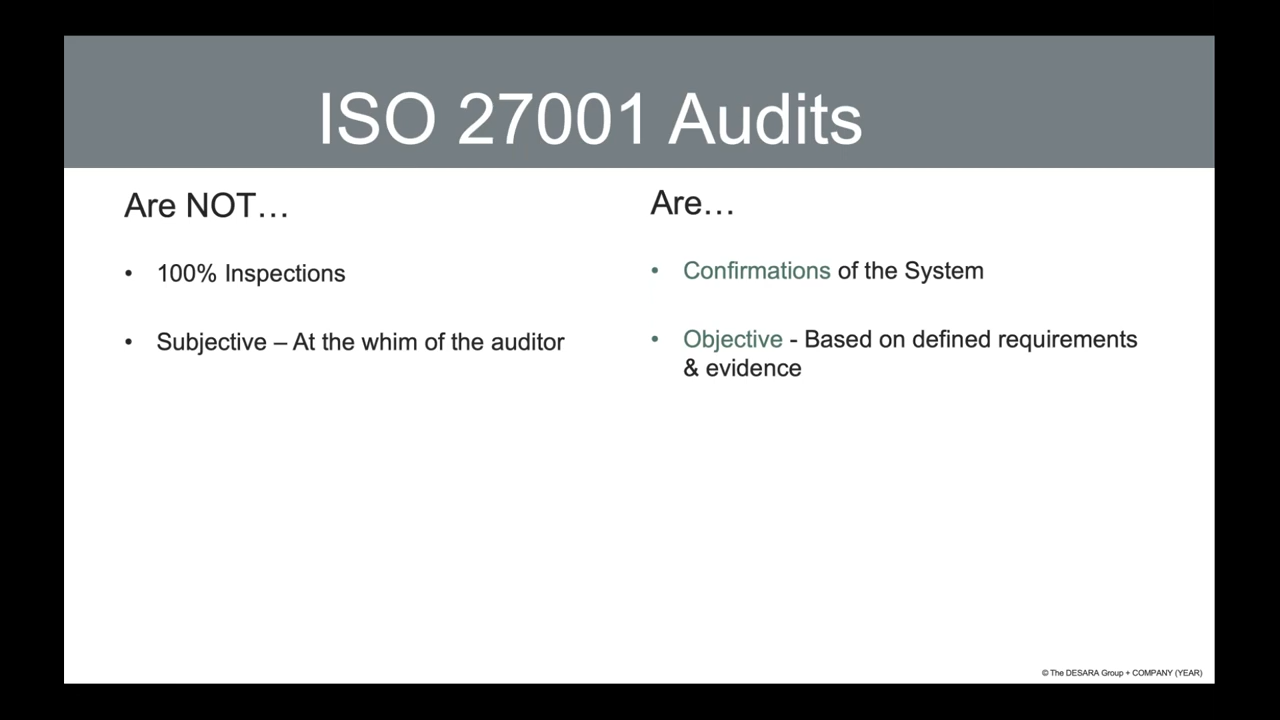 ISO 27001 Audits
Are NOT…
• 100% Inspections
• Subjective – At the whim of the auditor
Are…
• Confirmations of the System
• Objective - Based on defined requirements
& evidence
© The DESARA Group + COMPANY (YEAR)